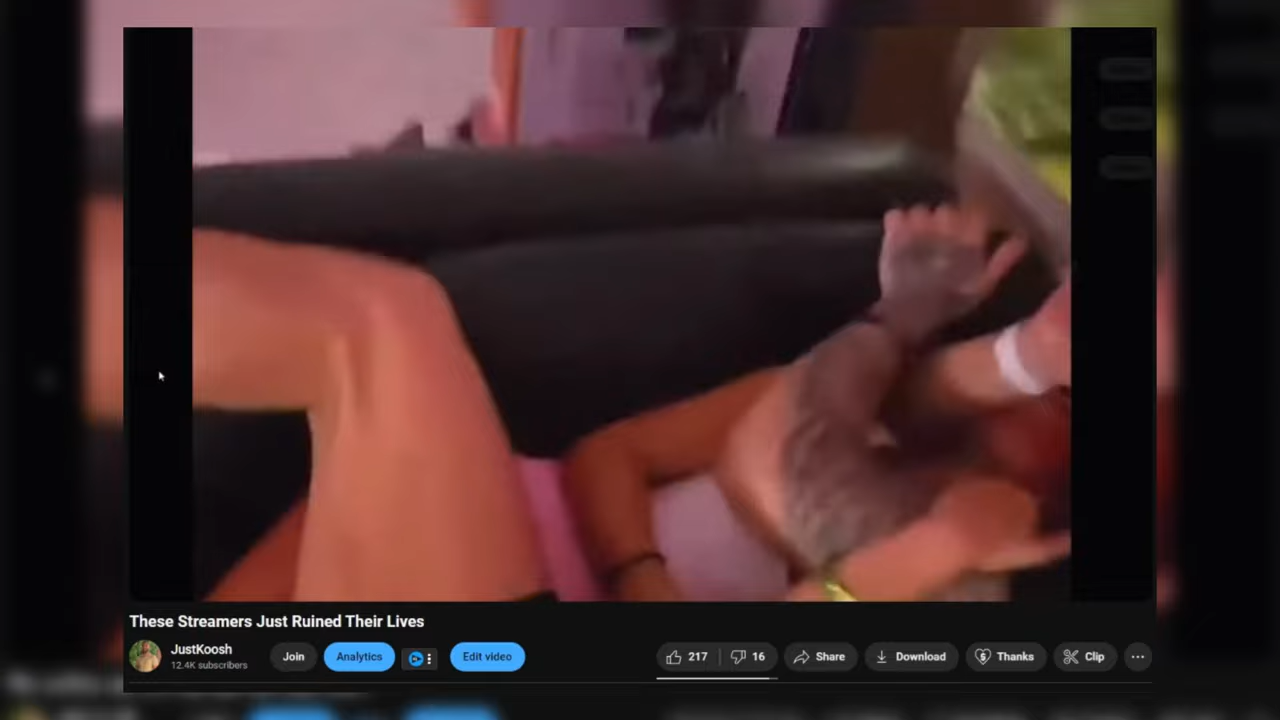 These Streamers Just Ruined Their Lives
JustKoosh
12.4K subscribers
Join
Analytics
Edit video
217
16
Share
Download
Thanks
Clip